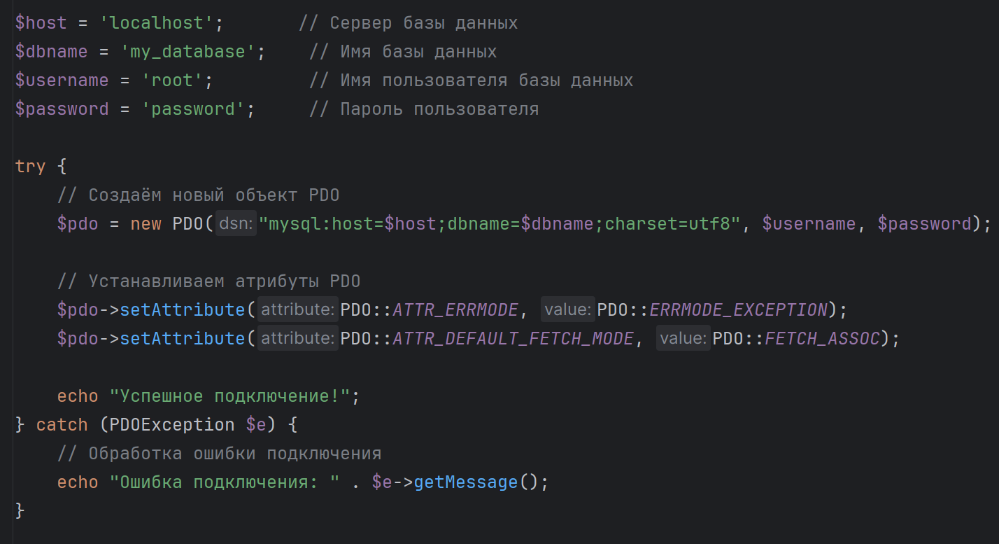 $host = 'localhost';       // Сервер базы данных
$dbname = 'my_database';    // Имя базы данных
$username = 'root';         // Имя пользователя базы данных
$password = 'password';     // Пароль пользователя
try {
    // Создаём новый объект PDO
    $pdo = new PDO( dsn: "mysql:host=$host;dbname=$dbname;charset=utf8", $username, $password);
    // Устанавливаем атрибуты PDO
    $pdo->setAttribute( attribute: PDO::ATTR_ERRMODE, value: PDO::ERRMODE_EXCEPTION);
    $pdo->setAttribute( attribute: PDO::ATTR_DEFAULT_FETCH_MODE, value: PDO::FETCH_ASSOC);
    echo "Успешное подключение!";
} catch (PDOException $e) {
    // Обработка ошибки подключения
    echo "Ошибка подключения: " . $e->getMessage();
}